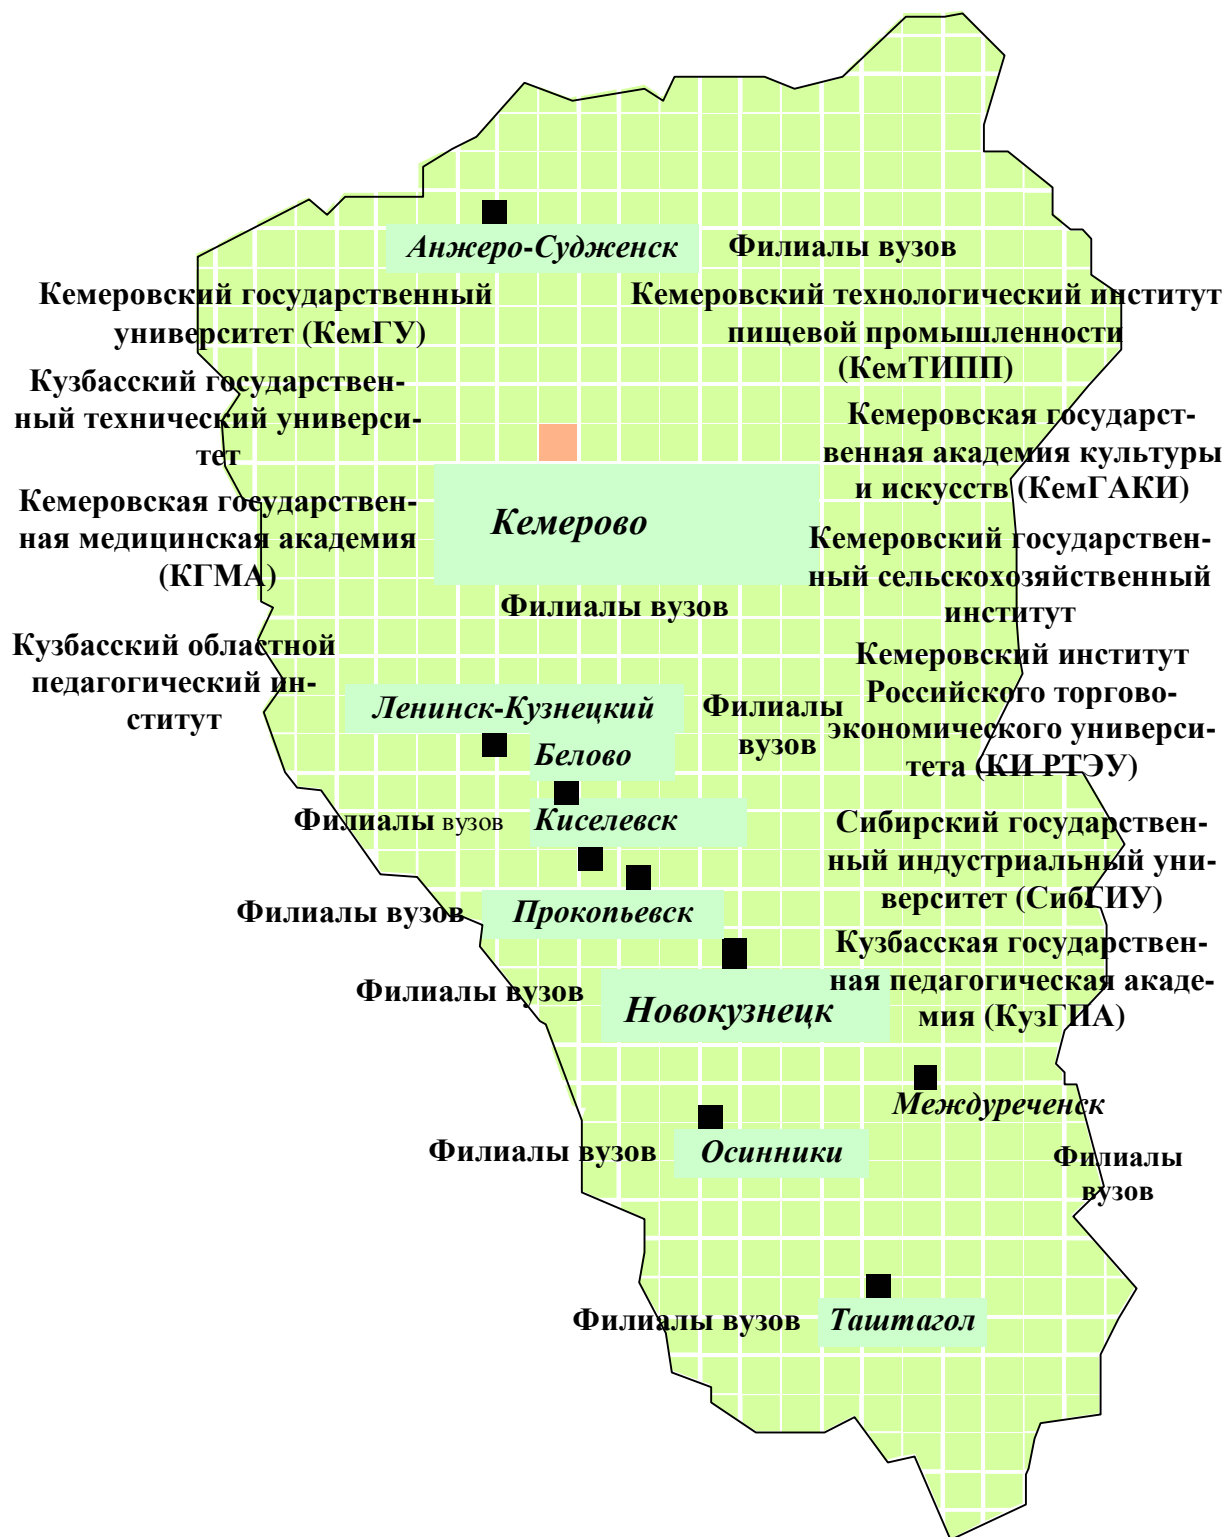 Анжеро-Судженск
Филиалы вузов
Кемеровский государственный
университет (КемГУ)
Кемеровский технологический институт
пищевой промышленности
(КемТИПП)
Кузбасский государствен-
ный технический универси-
тет
Кемеровская государст-
венная академия культуры
и искусств (КемГАКИ)
Кемеровская государствен-
ная медицинская академия
(КГМА)
Кемерово
Филиалы вузов
Кемеровский государствен-
ный сельскохозяйственный
институт
Кузбасский областной
педагогический ин-
ститут
Кемеровский институт
Российского торгово-
экономического универси-
тета (КИ РТЭУ)
Ленинск-Кузнецкий
Филиалы
вузов
Белово
Филиалы вузов
Киселевск
Сибирский государствен-
ный индустриальный уни-
верситет (СибГИУ)
Филиалы вузов
Прокопьевск
Кузбасская государствен-
ная педагогическая акаде-
мия (КузГПА)
Филиалы вузов
Новокузнецк
Междуреченск
Филиалы вузов
Осинники
Филиалы
вузов
Филиалы вузов
Таштагол